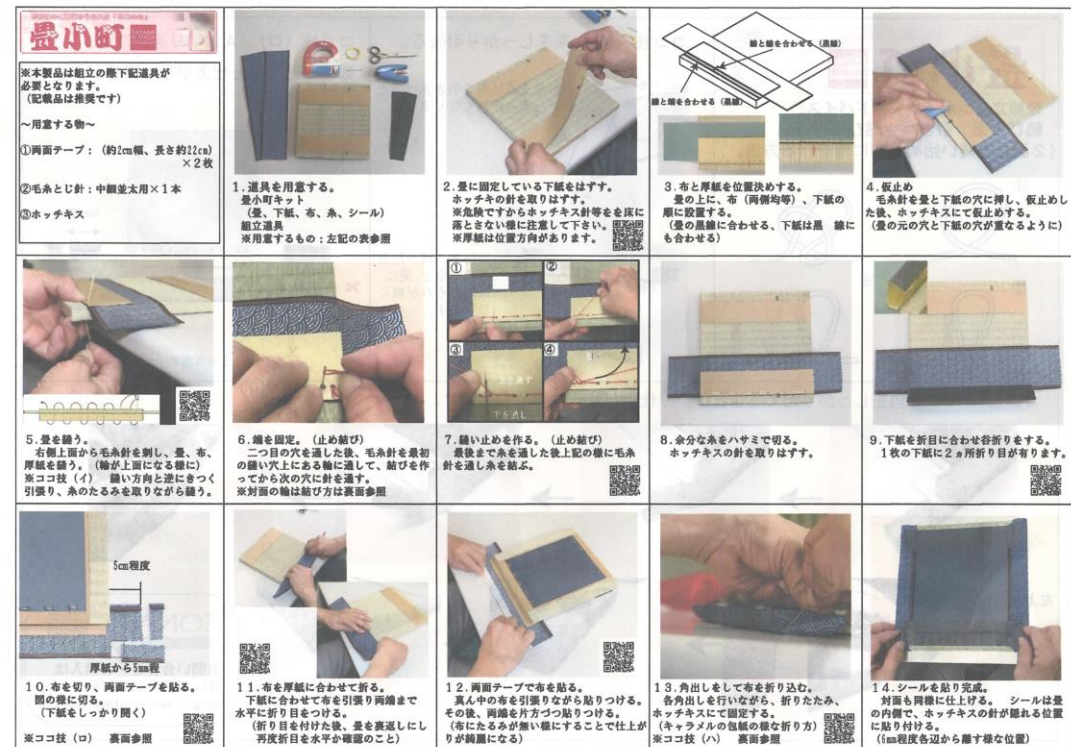 畳小町
※本製品は組立の際下記道具が
必要となります。
(記載品は推奨です)
～用意する物～
①両面テープ：(約2cm幅、長さ約22cm)
×2枚
②毛糸とじ針：中細並太用×1本
③ホッチキス
1.道具を用意する。
畳小町キット
(畳、下紙、布、糸、シール)
組立道具
※用意するもの：左記の表参照
2.畳に固定している下紙をはずす。
ホッチキの針を取りはずす。
※危険ですからホッチキス針等をを床に
落とさない様に注意して下さい。
※厚紙は位置方向があります。
線と線を合わせる(黒線)
線と線を合わせる(黒線)
3.布と厚紙を位置決めする。
畳の上に、布(両側均等)、下紙の
順に設置する。
(畳の黒線に合わせる、下紙は黒 線に
も合わせる)
4.仮止め
毛糸針を畳と下紙の穴に挿し、仮止めし
た後、ホッチキスにて仮止めする。
(畳の元の穴と下紙の穴が重なるように)
5.畳を縫う。
右側上面から毛糸針を刺し、畳、布、
厚紙を縫う。(輪が上面になる様に)
※ココ技(イ) 縫い方向と逆にきつく
引張り、糸のたるみを取りながら縫う。
6.端を固定。(止め結び)
二つ目の穴を通した後、毛糸針を最初
の縫い穴上にある輪に通して、結びを作
ってから次の穴に針を通す。
※対面の輪は結び方は裏面参照
①
②
③
④
上を通す
下を通し
7.縫い止めを作る。(止め結び)
最後まで糸を通した後上記の様に毛糸
針を通し糸を結ぶ。
8.余分な糸をハサミで切る。
ホッチキスの針を取りはずす。
9.下紙を折目に合わせ谷折りをする。
1枚の下紙に2ヵ所折り目が有ります。
5cm程度
厚紙から5mm程
10.布を切り、両面テープを貼る。
図の様に切る。
(下紙をしっかり開く)
※ココ技(ロ) 裏面参照
11.布を厚紙に合わせて折る。
下紙に合わせて布を引張り両端まで
水平に折り目をつける。
(折り目を付けた後、畳を裏返しにし
再度折目を水平か確認のこと)
12.両面テープで布を貼る。
真ん中の布を引張りながら貼りつける。
その後、両端を片方づつ貼りつける。
(布にたるみが無い様にすることで仕上が
りが綺麗になる)
13.角出しをして布を折り込む。
各角出しを行いながら、折りたたみ、
ホッチキスにて固定する。
(キャラメルの包紙の様な折り方)
※ココ技(ハ) 裏面参照
14.シールを貼り完成。
対面も同様に仕上げる。 シールは畳
の内側で、ホッチキスの針が隠れる位置
に貼り付ける。
(6mm程度各辺から離す様な位置)